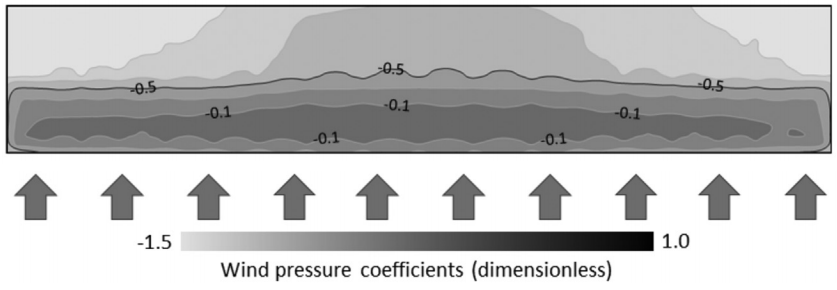 -0.5
-0.5 -0.5
-0.1 -0.1 -0.1
-0.1 -0.1
-1.5 1.0
Wind pressure coefficients (dimensionless)